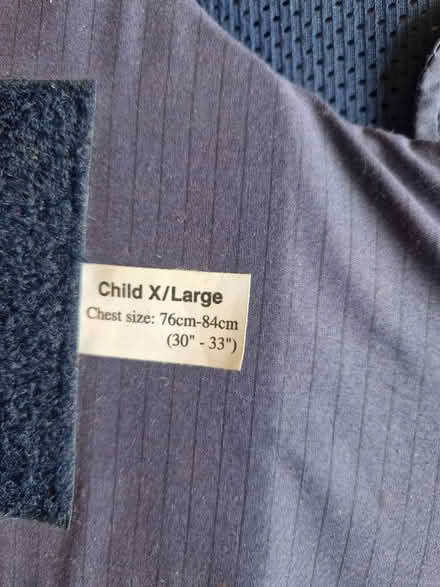 Child X/Large
Chest size: 76cm-84cm
(30" - 33")